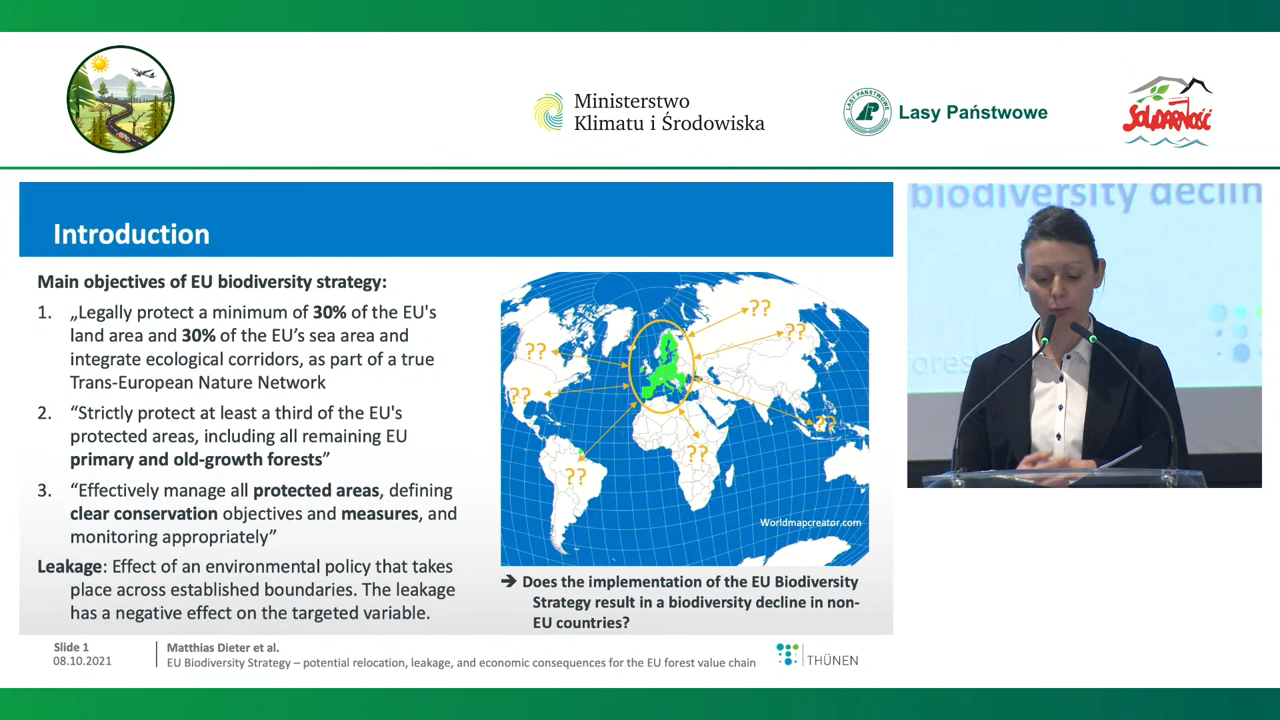 Ministerstwo
Klimatu i Środowiska
LASY PAŃSTWOWE
Lasy Państwowe
SOLIDARNOŚĆ
Introduction
Main objectives of EU biodiversity strategy:
1. „Legally protect a minimum of 30% of the EU's
land area and 30% of the EU’s sea area and
integrate ecological corridors, as part of a true
Trans-European Nature Network
2. “Strictly protect at least a third of the EU's
protected areas, including all remaining EU
primary and old-growth forests”
3. “Effectively manage all protected areas, defining
clear conservation objectives and measures, and
monitoring appropriately”
Leakage: Effect of an environmental policy that takes
place across established boundaries. The leakage
has a negative effect on the targeted variable.
??
??
??
??
??
??
??
Worldmapcreator.com
➔ Does the implementation of the EU Biodiversity
Strategy result in a biodiversity decline in non-
EU countries?
Slide 1
08.10.2021
Matthias Dieter et al.
EU Biodiversity Strategy – potential relocation, leakage, and economic consequences for the EU forest value chain
THÜNEN
biodiversity declin
fores